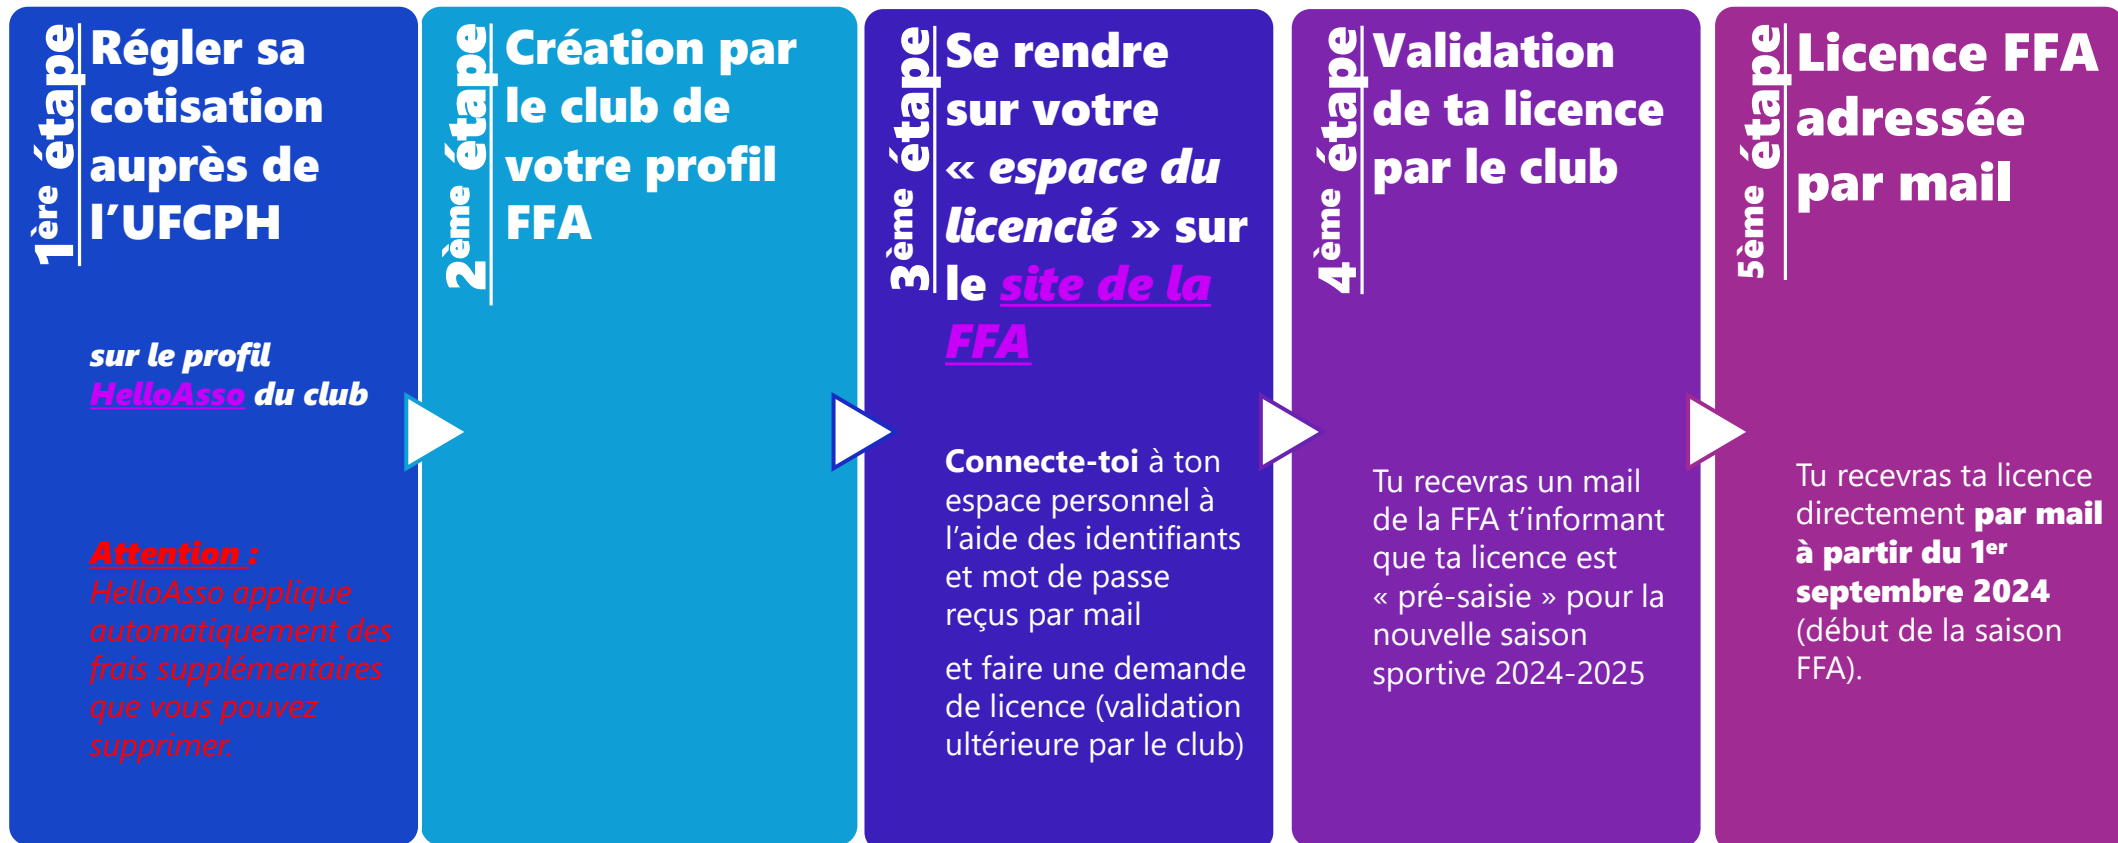 1ère étape
Régler sa
cotisation
auprès de
l’UFCPH
sur le profil
HelloAsso du club
Attention :
HelloAsso applique
automatiquement des
frais supplémentaires
que vous pouvez
supprimer.
2ème étape
Création par
le club de
votre profil
FFA
3ème étape
Se rendre
sur votre
« espace du
licencié » sur
le site de la
FFA
Connecte-toi à ton
espace personnel à
l’aide des identifiants
et mot de passe
reçus par mail
et faire une demande
de licence (validation
ultérieure par le club)
4ème étape
Validation
de ta licence
par le club
Tu recevras un mail
de la FFA t’informant
que ta licence est
« pré-saisie » pour la
nouvelle saison
sportive 2024-2025
5ème étape
Licence FFA
adressée
par mail
Tu recevras ta licence
directement par mail
à partir du 1er
septembre 2024
(début de la saison
FFA).